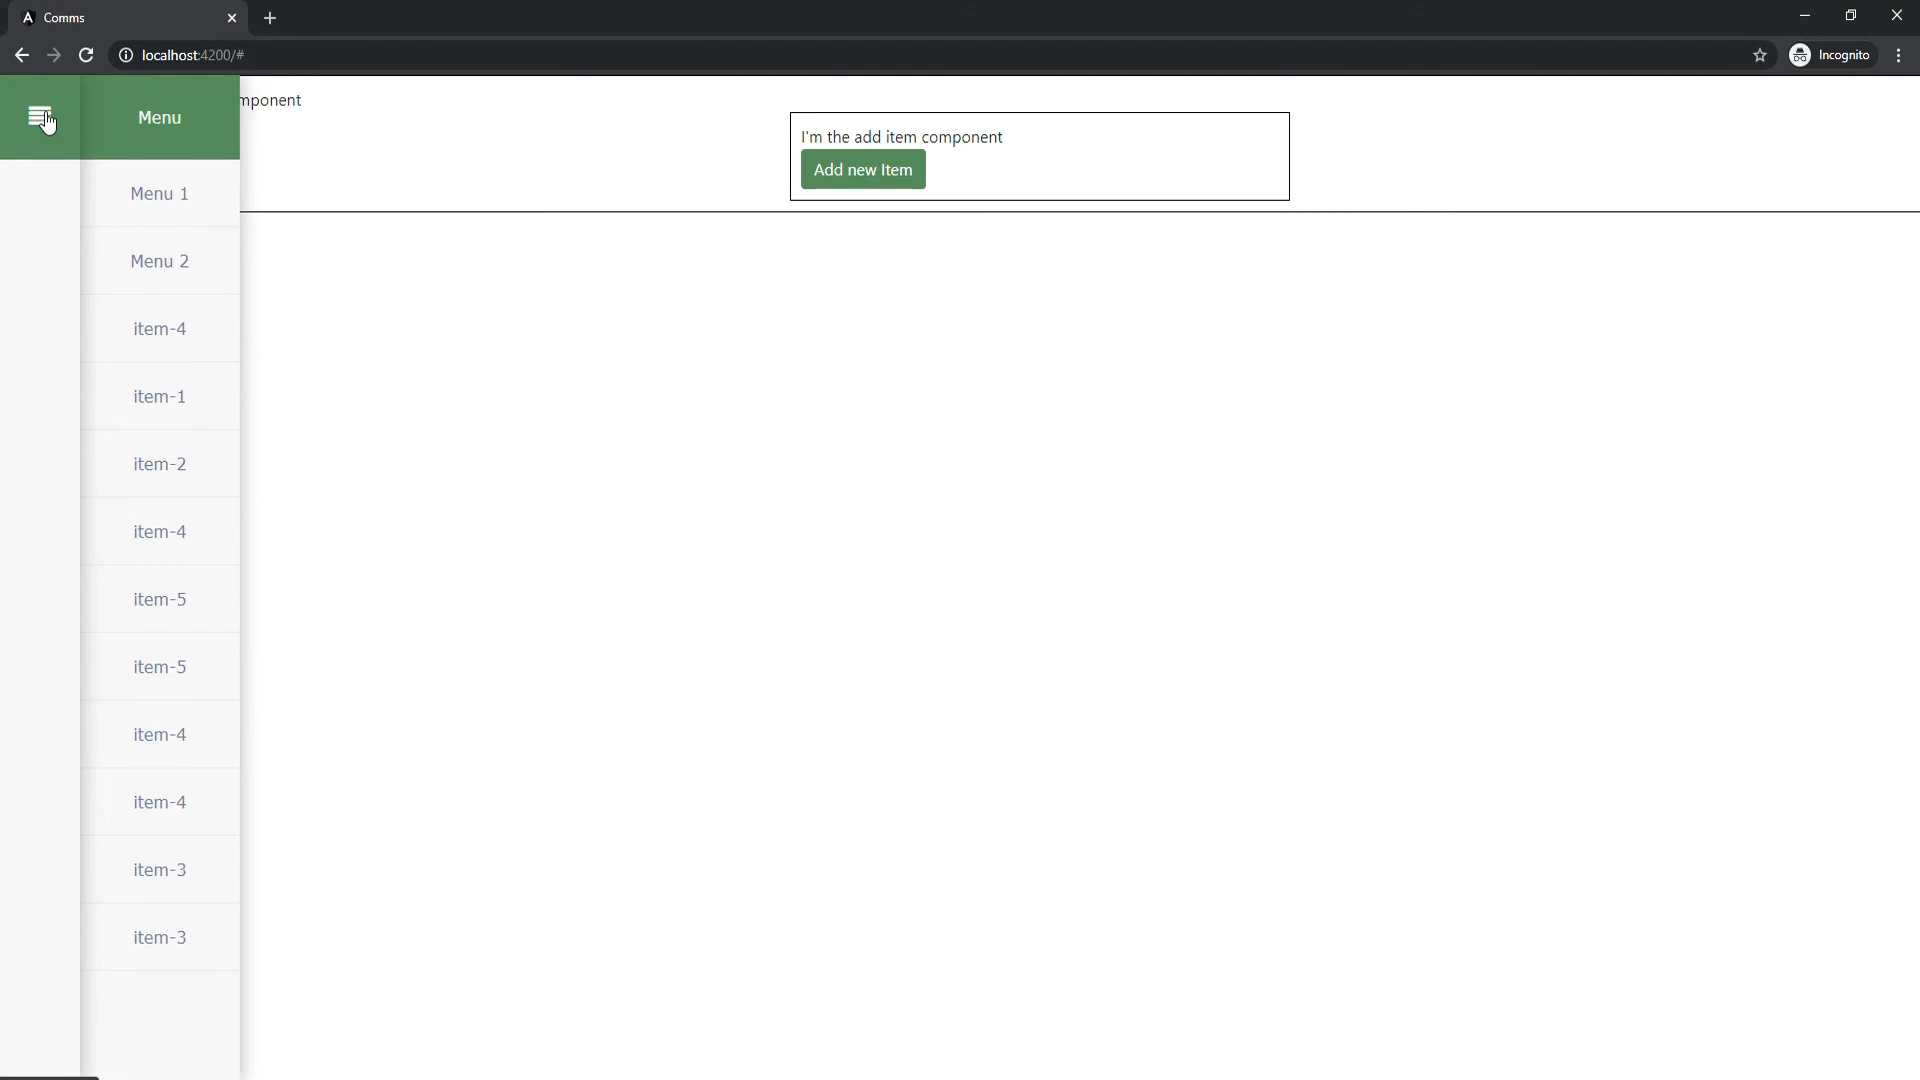 Comms
localhost:4200/#
Incognito
Menu
mponent
I'm the add item component
Add new Item
Menu 1
Menu 2
item-4
item-1
item-2
item-4
item-5
item-5
item-4
item-4
item-3
item-3